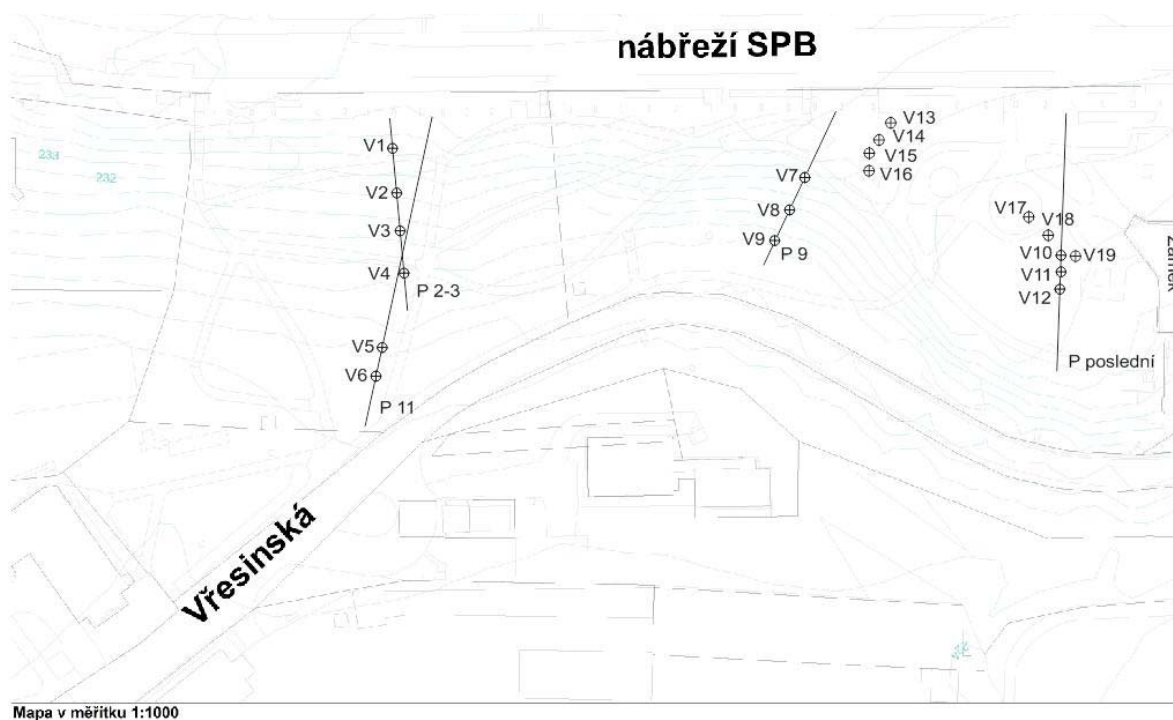 nábřeží SPB
V1
V2
V3
V4
P 2-3
V5
V6
P 11
V7
V8
V9
P 9
V13
V14
V15
V16
V17
V18
V10
V19
V11
V12
P poslední
233
232
Vřesinská
Mapa v měřítku 1:1000